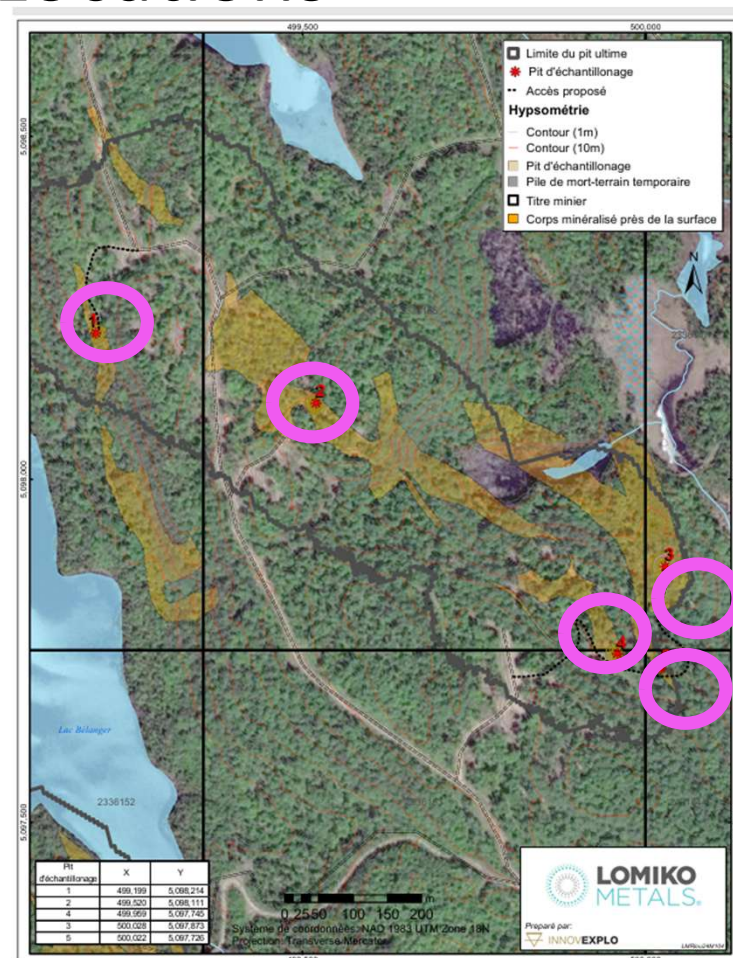 499,500 500,000
Limite du pit ultime
Pit d'échantillonage
Accès proposé
Hypsométrie
Contour (1m)
Contour (10m)
Pit d'échantillonage
Pile de mort-terrain temporaire
Titre minier
Corps minéralisé près de la surface
N
5,098,500
1
2
5,098,000
3
4
Lac Bélanger
2336152
5,097,500
Pit d'échantillonage X Y
1 499,199 5,098,214
2 499,520 5,098,111
4 499,959 5,097,745
3 500,028 5,097,873
5 500,022 5,097,726
0 25 50 100 150 200 m
Système de coordonnées: NAD 1983 UTM Zone 18N
Projection: Transverse Mercator
LOMIKO
METALS.
Préparé par:
INNOVEXPLO